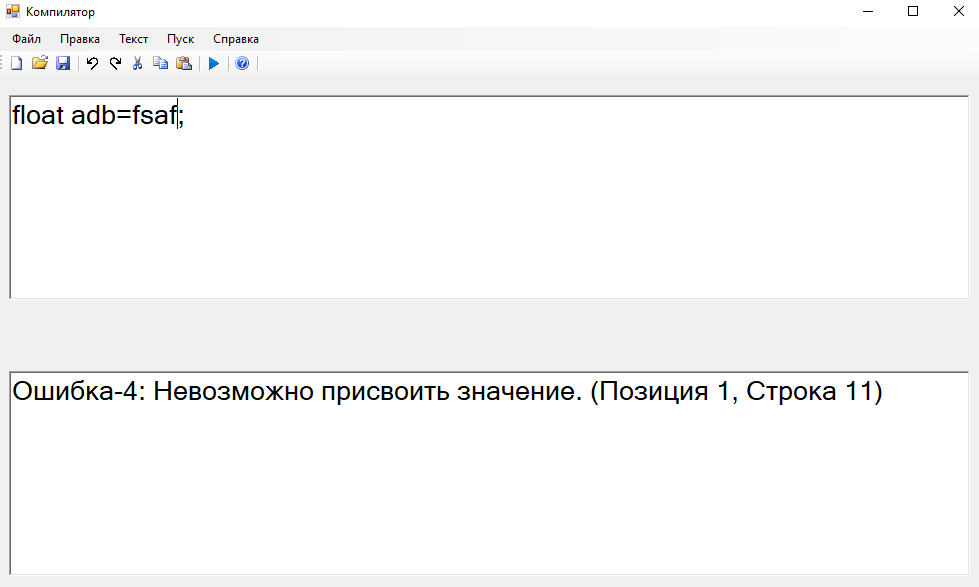 Компилятор
Файл Правка Текст Пуск Справка
float adb=fsaf;
Ошибка-4: Невозможно присвоить значение. (Позиция 1, Строка 11)